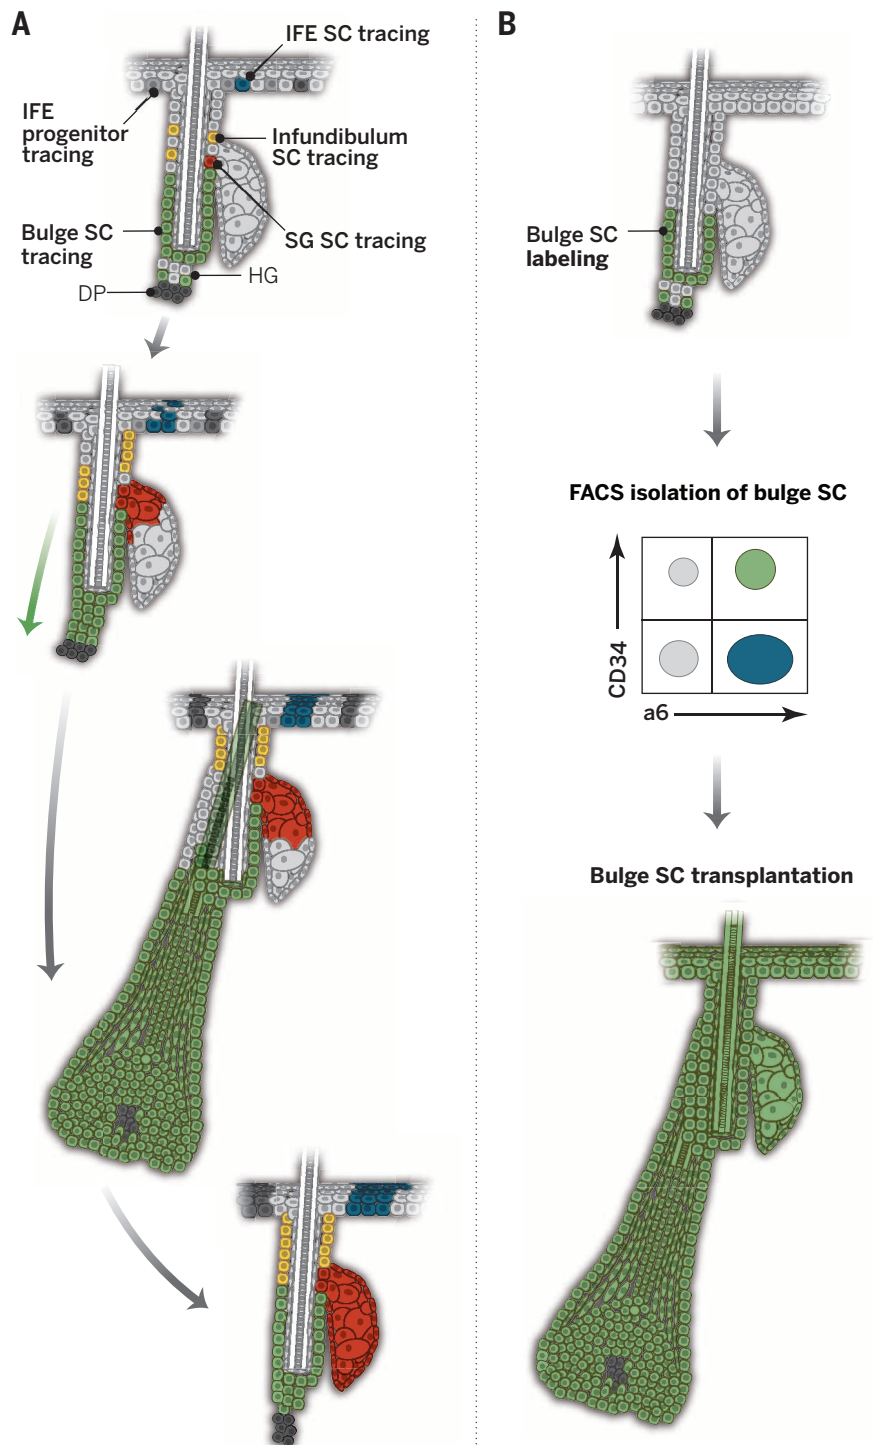 A
IFE SC tracing
IFE
progenitor
tracing
Infundibulum
SC tracing
Bulge SC
tracing
SG SC tracing
HG
DP
B
Bulge SC
labeling
FACS isolation of bulge SC
CD34
a6
Bulge SC transplantation